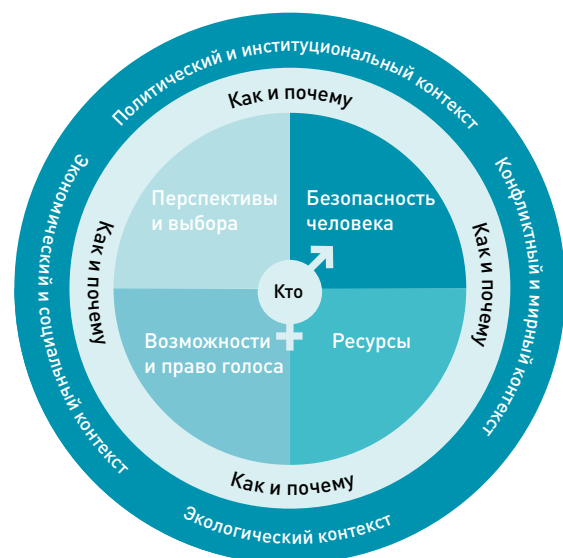 Политический и институциональный контекст
Как и почему
Перспективы
и выбора
Безопасность
человека
Экономический и социальный контекст
Как и почему
Кто
Как и почему
Конфликтный и мирный контекст
Возможности
и право голоса
Ресурсы
Как и почему
Экологический контекст